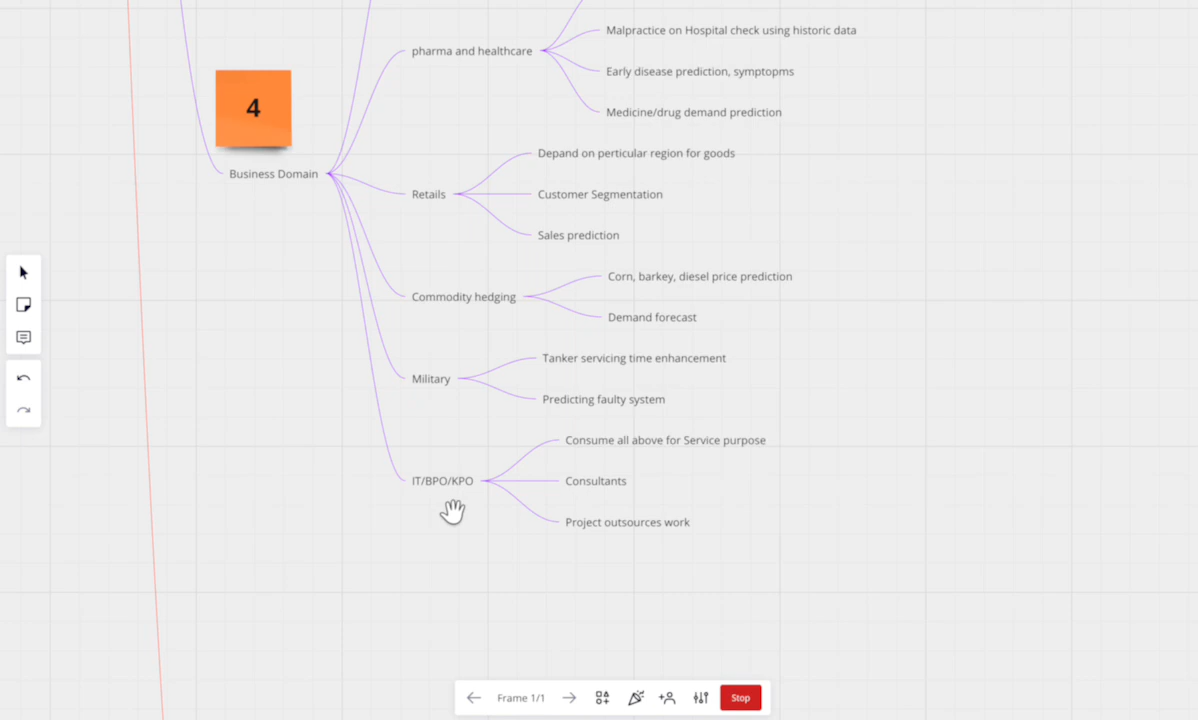 Malpractice on Hospital check using historic data
pharma and healthcare
Early disease prediction, symptopms
4
Medicine/drug demand prediction
Depand on perticular region for goods
Business Domain
Retails
Customer Segmentation
Sales prediction
Corn, barkey, diesel price prediction
Commodity hedging
Demand forecast
Tanker servicing time enhancement
Military
Predicting faulty system
Consume all above for Service purpose
IT/BPO/KPO
Consultants
Project outsources work
Frame 1/1
Stop